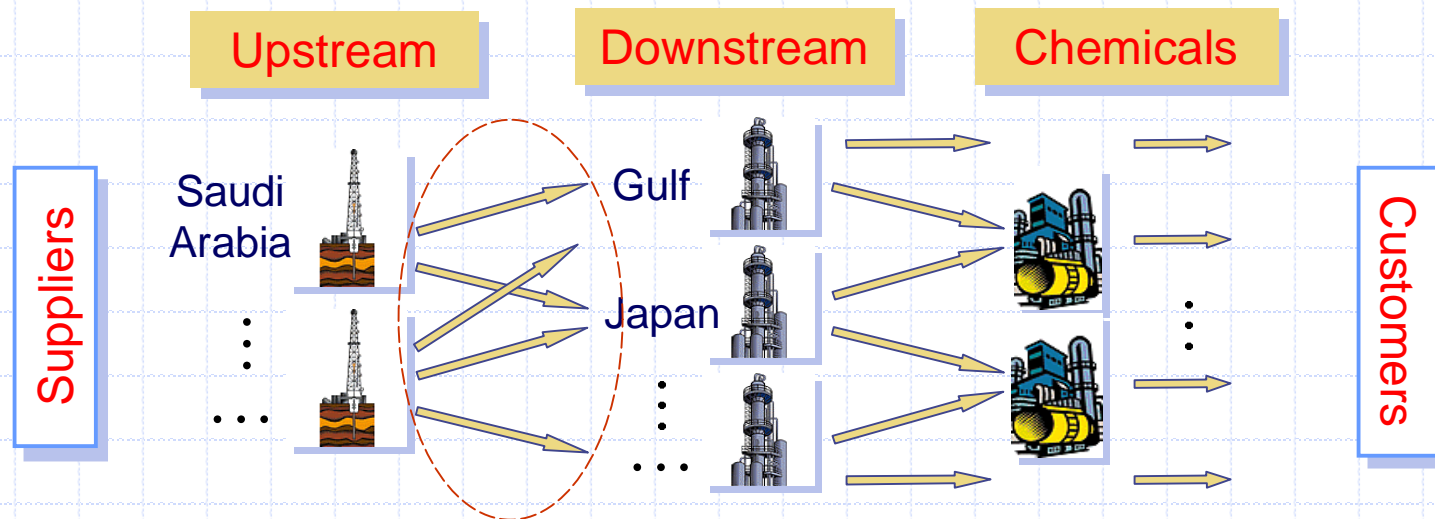 Upstream
Downstream
Chemicals
Suppliers
Saudi
Arabia
Gulf
Japan
...
...
Customers